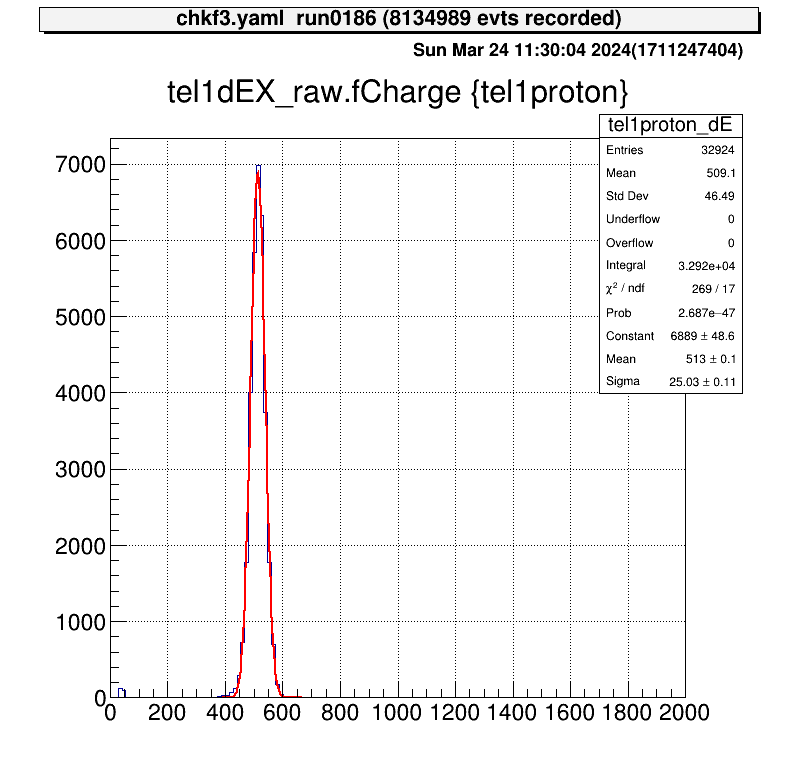 chkf3.yaml run0186 (8134989 evts recorded)
Sun Mar 24 11:30:04 2024(1711247404)
tel1dEX_raw.fCharge {tel1proton}
tel1proton_dE
Entries 32924
Mean 509.1
Std Dev 46.49
Underflow 0
Overflow 0
Integral 3.292e+04
χ² / ndf 269 / 17
Prob 2.687e−47
Constant 6889 ± 48.6
Mean 513 ± 0.1
Sigma 25.03 ± 0.11
7000
6000
5000
4000
3000
2000
1000
0
0 200 400 600 800 1000 1200 1400 1600 1800 2000